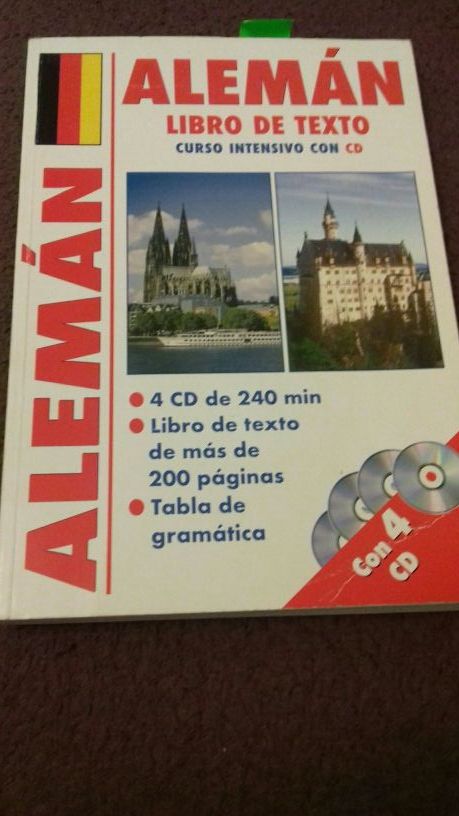 ALEMÁN
ALEMÁN
LIBRO DE TEXTO
CURSO INTENSIVO CON CD
4 CD de 240 min
Libro de texto
de más de
200 páginas
Tabla de
gramática
Con 4
CD